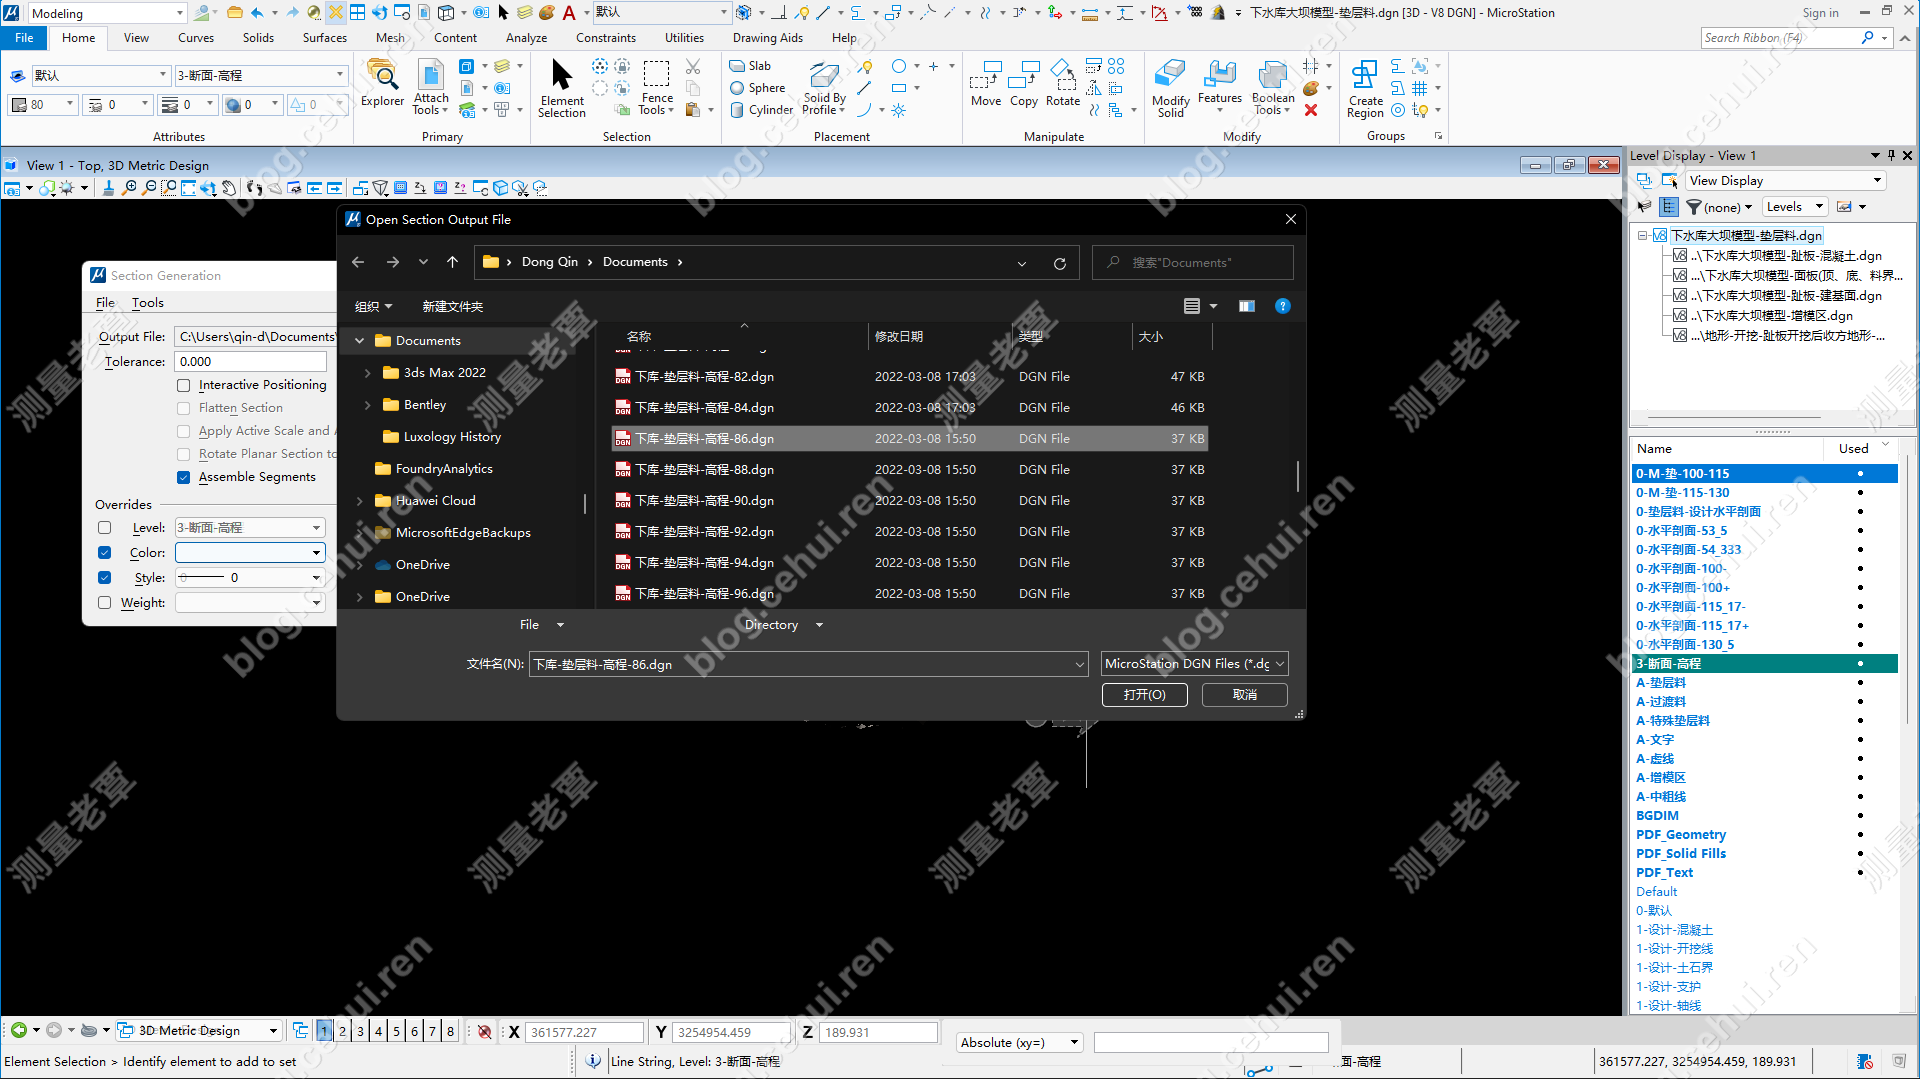 Modeling
默认
下水库大坝模型-垫层料.dgn [3D - V8 DGN] - MicroStation
Sign in
File
Home
View
Curves
Solids
Surfaces
Mesh
Content
Analyze
Constraints
Utilities
Drawing Aids
Help
Search Ribbon (F4)
默认
3-断面-高程
80
0
0
0
0
Attributes
Explorer
Attach Tools
Primary
Element Selection
Fence Tools
Selection
Slab
Sphere
Cylinder
Solid By Profile
Placement
Move
Copy
Rotate
Manipulate
Modify Solid
Features
Boolean Tools
Modify
Create Region
Groups
View 1 - Top, 3D Metric Design
Section Generation
File
Tools
Output File:
C:\Users\qin-d\Documents\
Tolerance:
0.000
Interactive Positioning
Flatten Section
Apply Active Scale and A
Rotate Planar Section to
Assemble Segments
Overrides
Level:
3-断面-高程
Color:
Style:
0
0
Weight:
Open Section Output File
Dong Qin
Documents
搜索"Documents"
组织
新建文件夹
Documents
3ds Max 2022
Bentley
Luxology History
FoundryAnalytics
Huawei Cloud
MicrosoftEdgeBackups
OneDrive
OneDrive
名称
修改日期
类型
大小
下库-垫层料-高程-82.dgn 2022-03-08 17:03 DGN File 47 KB
下库-垫层料-高程-84.dgn 2022-03-08 17:03 DGN File 46 KB
下库-垫层料-高程-86.dgn 2022-03-08 15:50 DGN File 37 KB
下库-垫层料-高程-88.dgn 2022-03-08 15:50 DGN File 37 KB
下库-垫层料-高程-90.dgn 2022-03-08 15:50 DGN File 37 KB
下库-垫层料-高程-92.dgn 2022-03-08 15:50 DGN File 37 KB
下库-垫层料-高程-94.dgn 2022-03-08 15:50 DGN File 37 KB
下库-垫层料-高程-96.dgn 2022-03-08 15:50 DGN File 37 KB
File
Directory
文件名(N):
下库-垫层料-高程-86.dgn
MicroStation DGN Files (*.dg
打开(O)
取消
Level Display - View 1
View Display
(none)
Levels
下水库大坝模型-垫层料.dgn
..\下水库大坝模型-趾板-混凝土.dgn
...\下水库大坝模型-面板(顶、底、料界...
..\下水库大坝模型-趾板-建基面.dgn
..\下水库大坝模型-增模区.dgn
...\地形-开挖-趾板开挖后收方地形-...
Name
Used
0-M-垫-100-115
0-M-垫-115-130
0-垫层料-设计水平剖面
0-水平剖面-53_5
0-水平剖面-54_333
0-水平剖面-100-
0-水平剖面-100+
0-水平剖面-115_17-
0-水平剖面-115_17+
0-水平剖面-130_5
3-断面-高程
A-垫层料
A-过渡料
A-特殊垫层料
A-文字
A-虚线
A-增模区
A-中粗线
BGDIM
PDF_Geometry
PDF_Solid Fills
PDF_Text
Default
0-默认
1-设计-混凝土
1-设计-开挖线
1-设计-土石界
1-设计-支护
1-设计-轴线
3D Metric Design
1 2 3 4 5 6 7 8
X
361577.227
Y
3254954.459
Z
189.931
Absolute (xy=)
Element Selection > Identify element to add to set
Line String, Level: 3-断面-高程
面-高程
361577.227, 3254954.459, 189.931
测量老覃
blog.cehui.ren